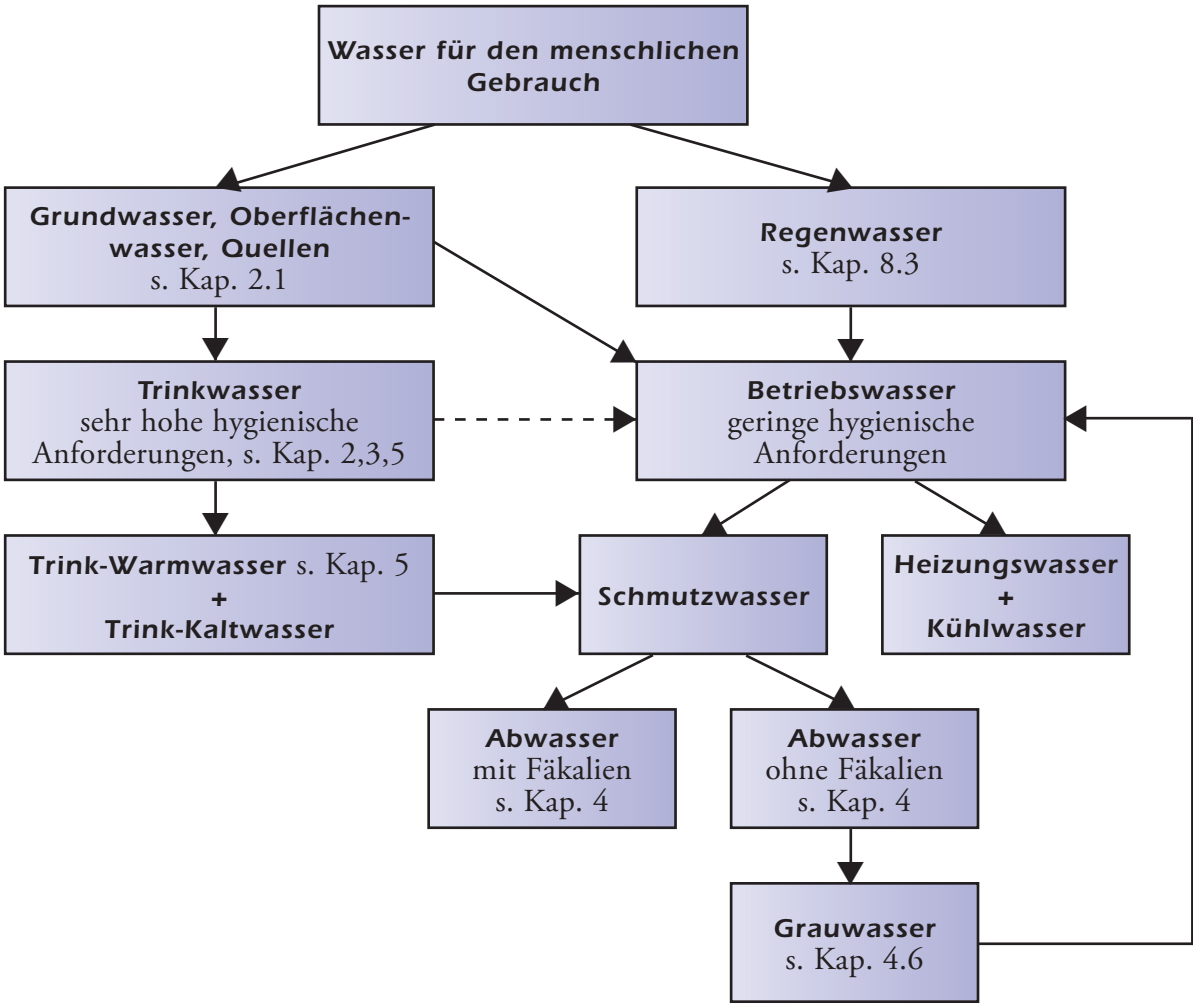 Wasser für den menschlichen
Gebrauch
Grundwasser, Oberflächen-
wasser, Quellen
s. Kap. 2.1
Regenwasser
s. Kap. 8.3
Trinkwasser
sehr hohe hygienische
Anforderungen, s. Kap. 2,3,5
Betriebswasser
geringe hygienische
Anforderungen
Trink-Warmwasser s. Kap. 5
+
Trink-Kaltwasser
Schmutzwasser
Heizungswasser
+
Kühlwasser
Abwasser
mit Fäkalien
s. Kap. 4
Abwasser
ohne Fäkalien
s. Kap. 4
Grauwasser
s. Kap. 4.6